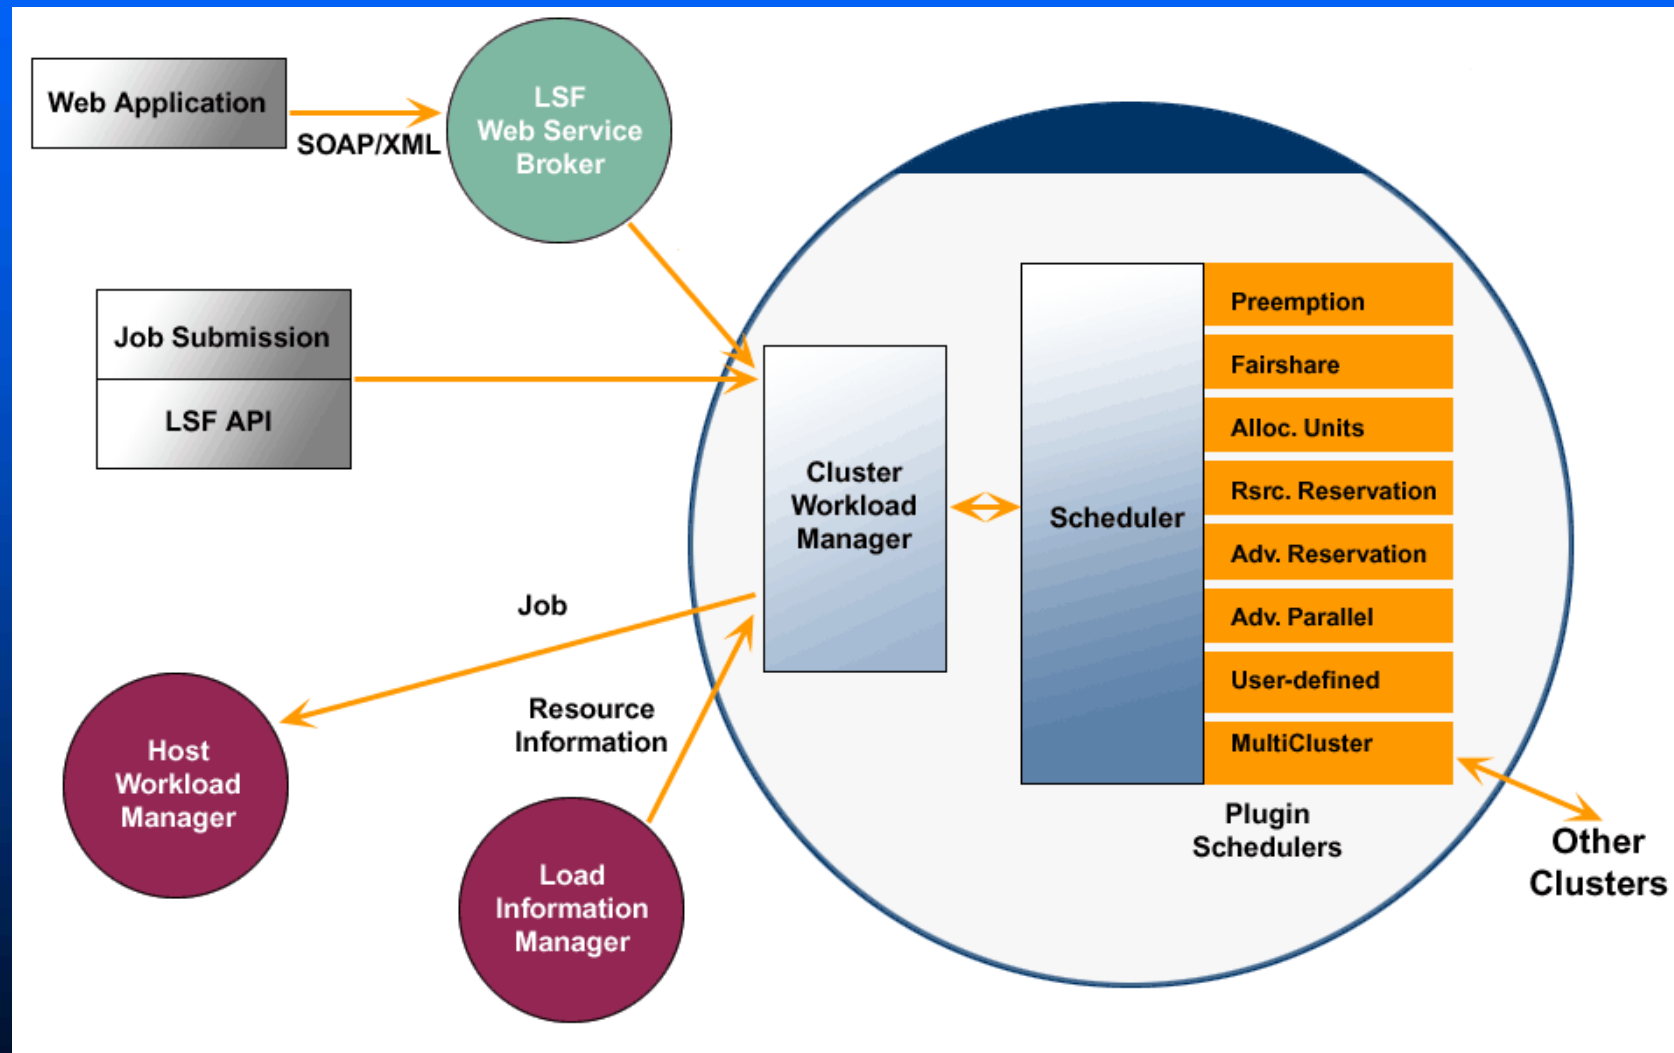 Web Application
SOAP/XML
LSF
Web Service
Broker
Job Submission
LSF API
Cluster
Workload
Manager
Scheduler
Preemption
Fairshare
Alloc. Units
Rsrc. Reservation
Adv. Reservation
Adv. Parallel
User-defined
MultiCluster
Plugin
Schedulers
Other
Clusters
Job
Resource
Information
Host
Workload
Manager
Load
Information
Manager